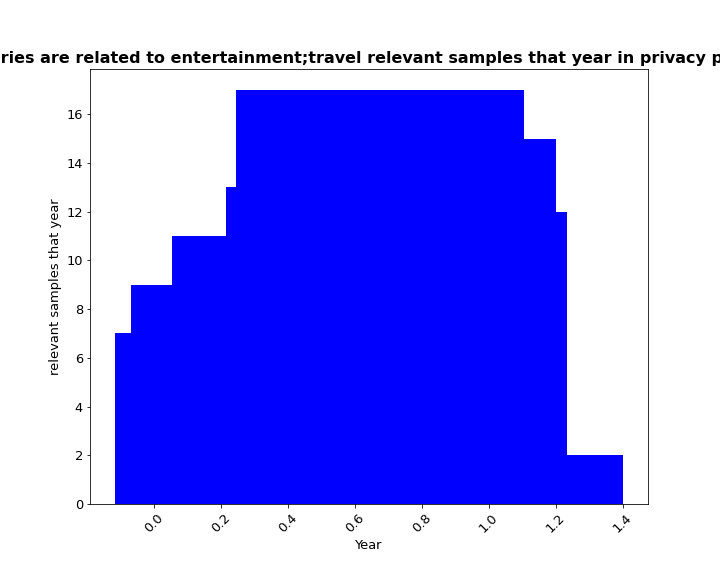 ries are related to entertainment;travel relevant samples that year in privacy p
16
14
12
10
8
6
4
2
0
relevant samples that year
0.0 0.2 0.4 0.6 0.8 1.0 1.2 1.4
Year